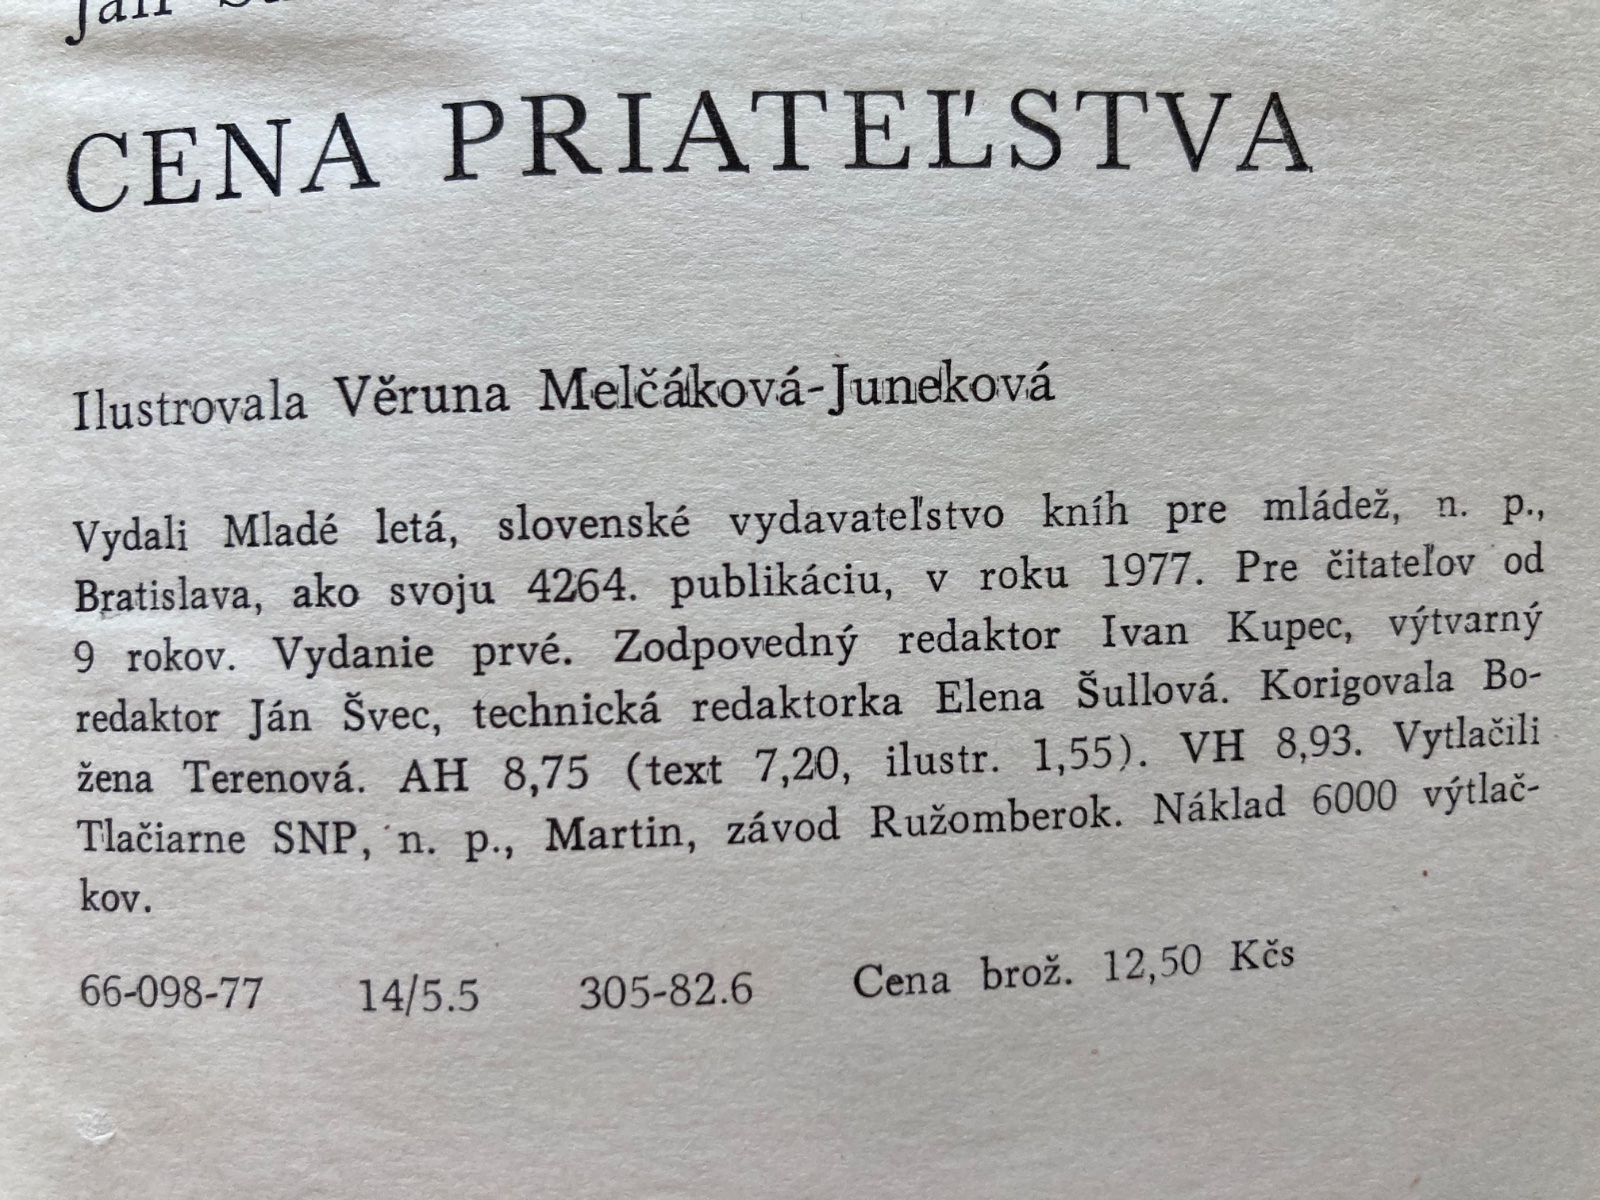 Ján
CENA PRIATEĽSTVA
Ilustrovala Věruna Melčáková-Juneková
Vydali Mladé letá, slovenské vydavateľstvo kníh pre mládež, n. p.,
Bratislava, ako svoju 4264. publikáciu, v roku 1977. Pre čitateľov od
9 rokov. Vydanie prvé. Zodpovedný redaktor Ivan Kupec, výtvarný
redaktor Ján Švec, technická redaktorka Elena Šullová. Korigovala Bo-
žena Terenová. AH 8,75 (text 7,20, ilustr. 1,55). VH 8,93. Vytlačili
Tlačiarne SNP, n. p., Martin, závod Ružomberok. Náklad 6000 výtlač-
kov.
66-098-77 14/5.5 305-82.6 Cena brož. 12,50 Kčs